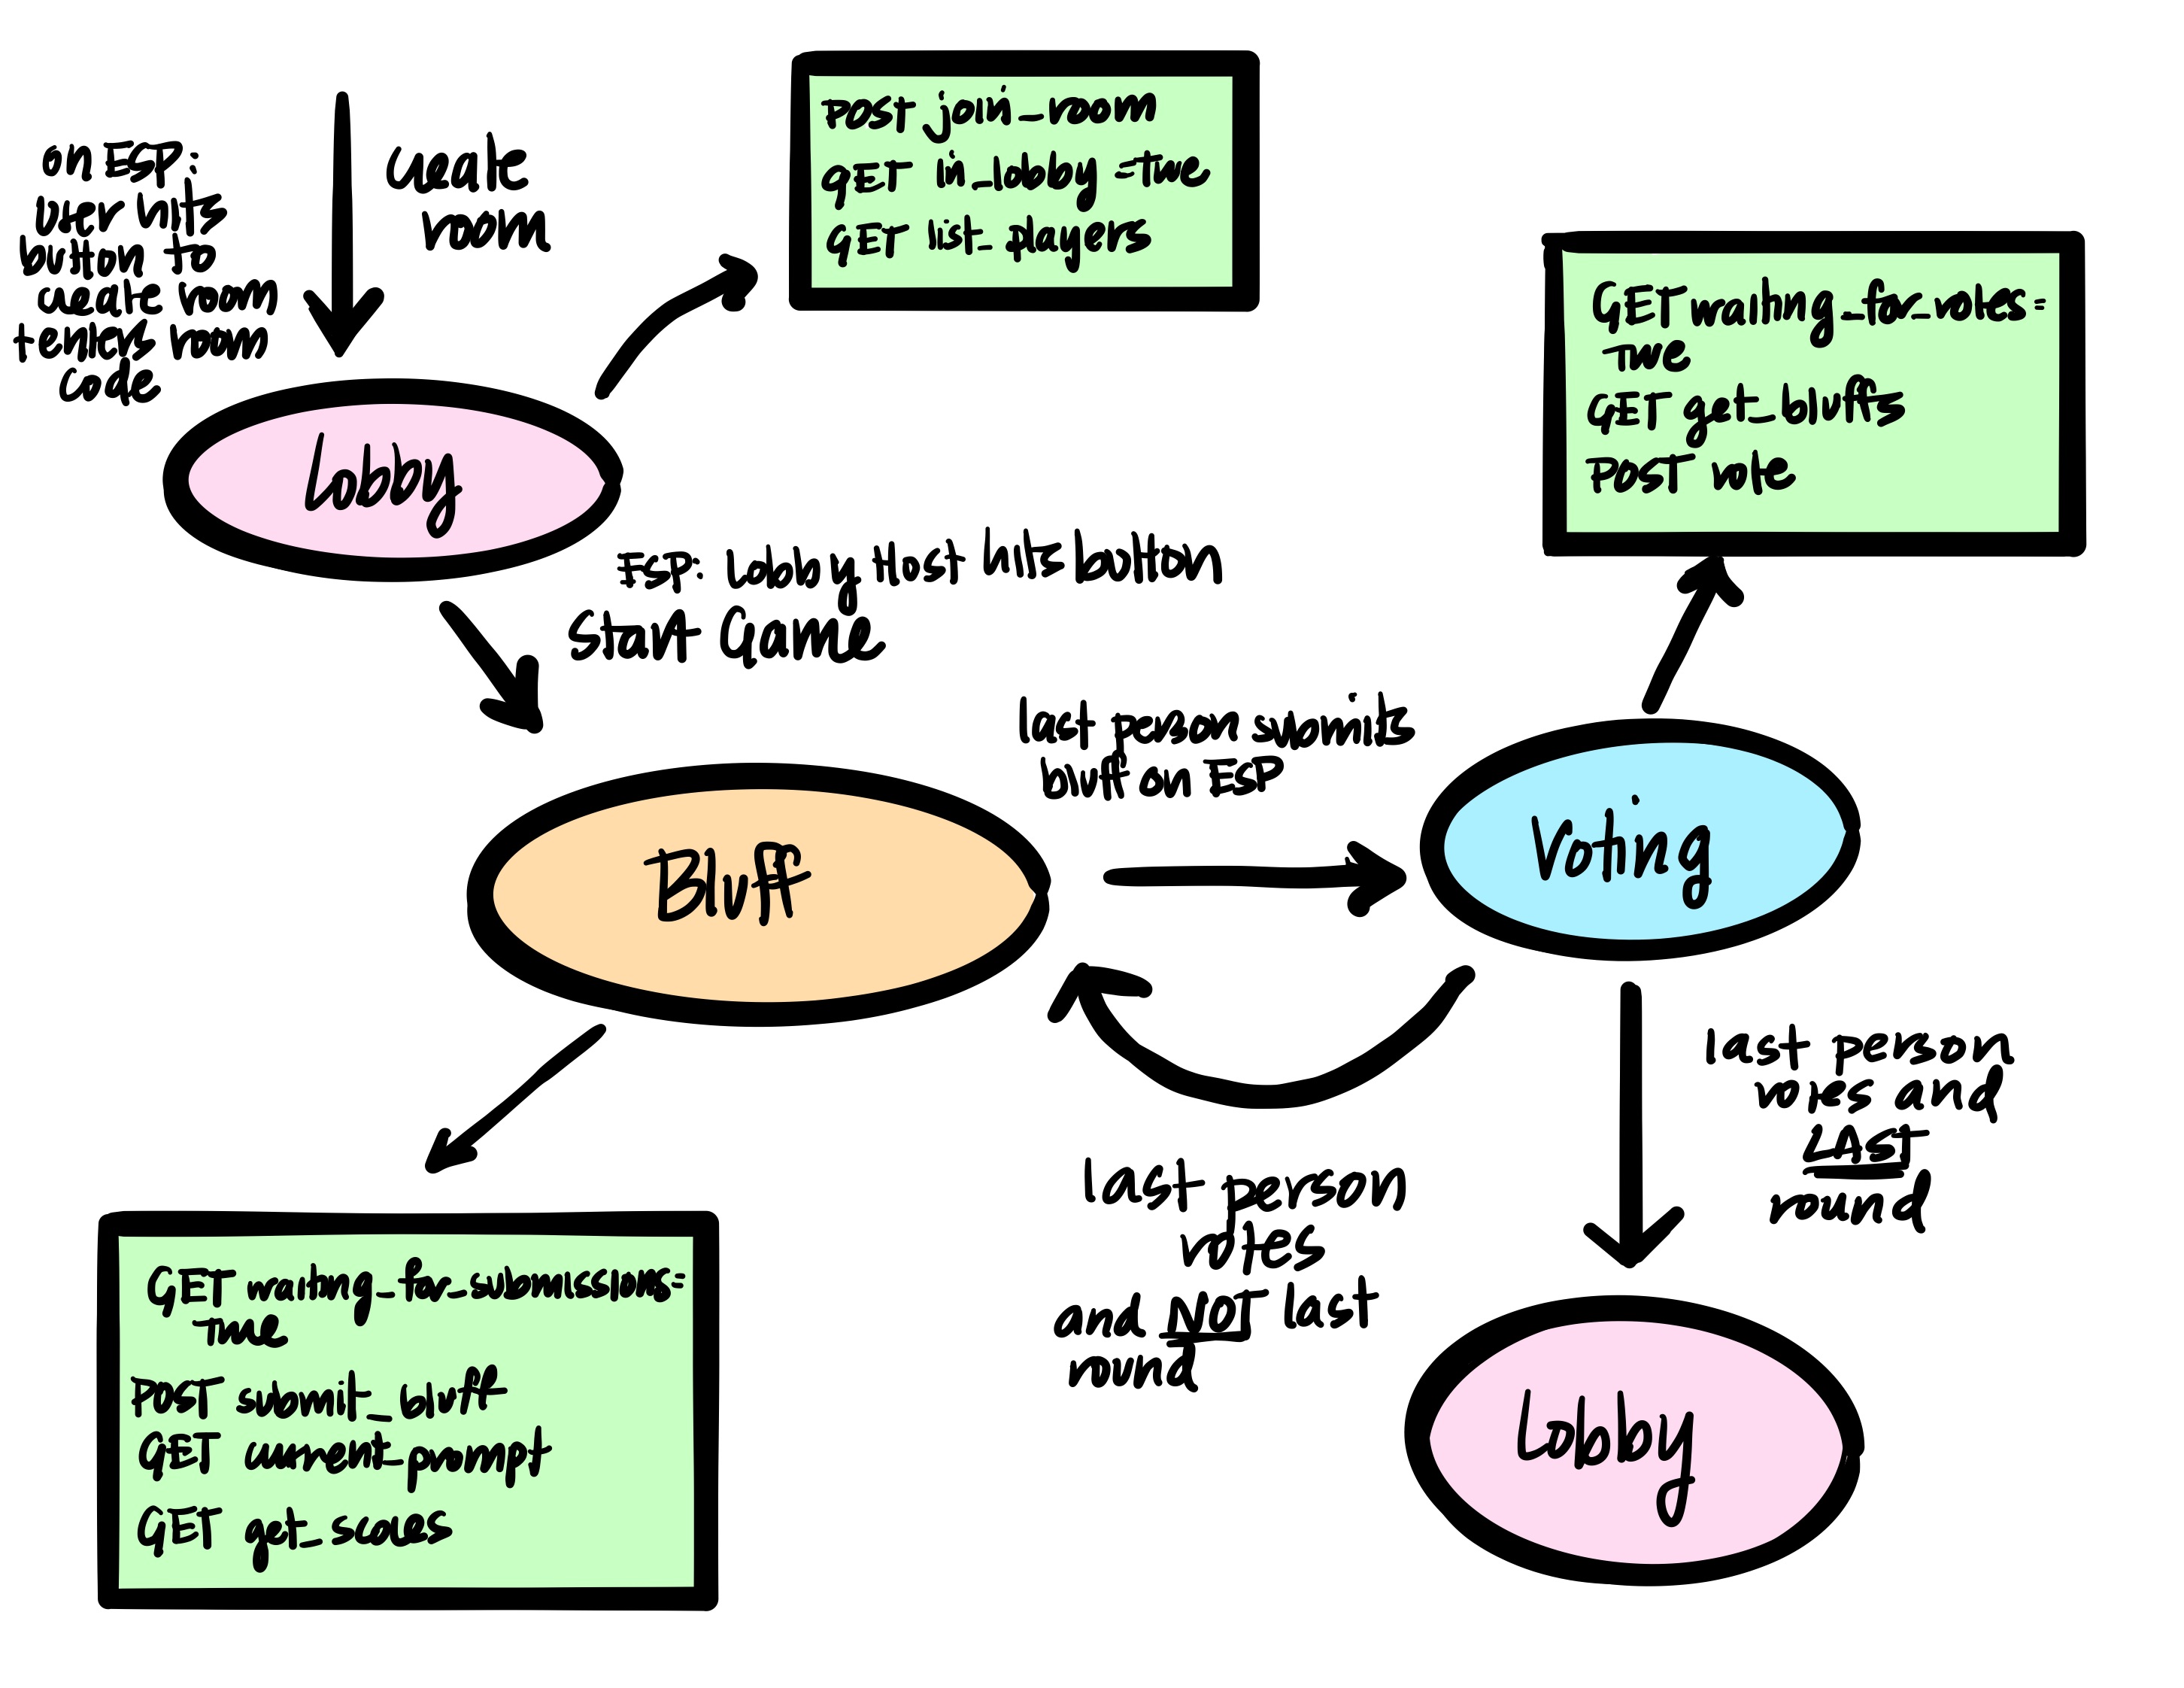 on ESP:
user hits
button to
create room
+enters room
code
create
room
POST join_room
GET in_lobby=True
GET list_players
Lobby
GET waiting_for_votes=
True
GET get_bluffs
POST vote
ESP: Lobby Host hits button
Start Game
last person submits
bluff on ESP
Bluff
Voting
last person
votes and
LAST
round
last person
votes
and NOT last
round
GET waiting_for_submissions=
True
POST submit_bluff
GET current_prompt
GET get_scores
Lobby